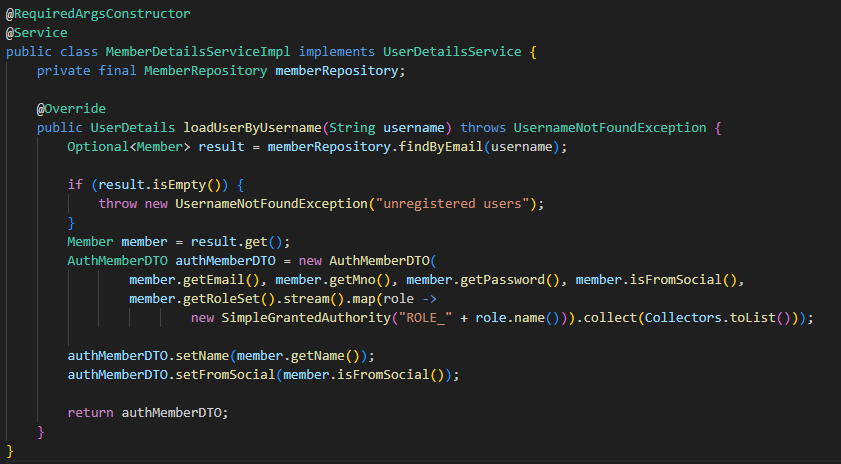 @RequiredArgsConstructor
@Service
public class MemberDetailsServiceImpl implements UserDetailsService {
    private final MemberRepository memberRepository;

    @Override
    public UserDetails loadUserByUsername(String username) throws UsernameNotFoundException {
        Optional<Member> result = memberRepository.findByEmail(username);

        if (result.isEmpty()) {
            throw new UsernameNotFoundException("unregistered users");
        }
        Member member = result.get();
        AuthMemberDTO authMemberDTO = new AuthMemberDTO(
                member.getEmail(), member.getMno(), member.getPassword(), member.isFromSocial(),
                member.getRoleSet().stream().map(role ->
                        new SimpleGrantedAuthority("ROLE_" + role.name())).collect(Collectors.toList()));

        authMemberDTO.setName(member.getName());
        authMemberDTO.setFromSocial(member.isFromSocial());

        return authMemberDTO;
    }
}